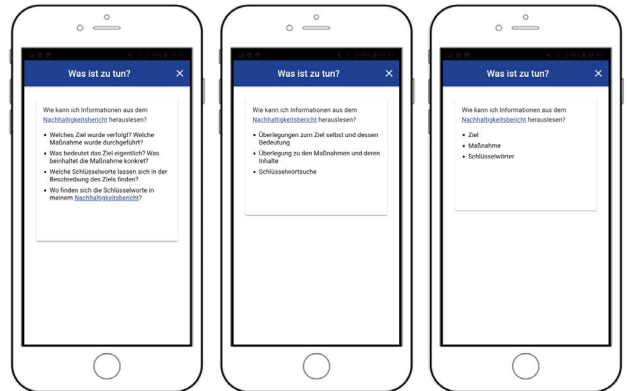 Was ist zu tun?
Wie kann ich Informationen aus dem
Nachhaltigkeitsbericht herauslesen?
• Welches Ziel wurde verfolgt? Welche
Maßnahme wurde durchgeführt?
• Was bedeutet das Ziel eigentlich? Was
beinhaltet die Maßnahme konkret?
• Welche Schlüsselworte lassen sich in der
Beschreibung des Ziels finden?
• Wo finden sich die Schlüsselworte in
meinem Nachhaltigkeitsbericht?
Was ist zu tun?
Wie kann ich Informationen aus dem
Nachhaltigkeitsbericht herauslesen?
• Überlegungen zum Ziel selbst und dessen
Bedeutung
• Überlegung zu den Maßnahmen und deren
Inhalte
• Schlüsselwortsuche
Was ist zu tun?
Wie kann ich Informationen aus dem
Nachhaltigkeitsbericht herauslesen?
• Ziel
• Maßnahme
• Schlüsselwörter